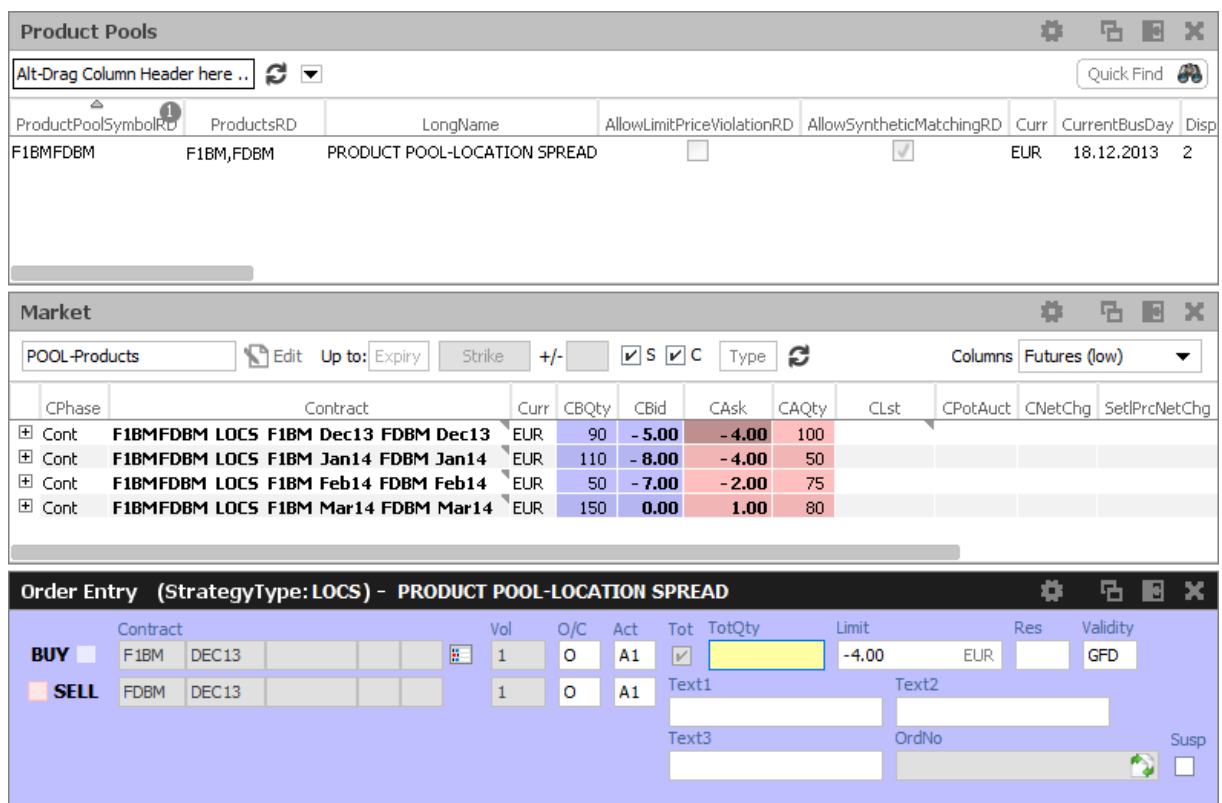 Product Pools
Alt-Drag Column Header here ..
Quick Find
ProductPoolSymbolRD 1 ProductsRD LongName AllowLimitPriceViolationRD AllowSyntheticMatchingRD Curr CurrentBusDay Disp
F1BMFDBM F1BM,FDBM PRODUCT POOL-LOCATION SPREAD EUR 18.12.2013 2
Market
POOL-Products Edit Up to: Expiry Strike +/- S C Type Columns Futures (low)
CPhase Contract Curr CBQty CBid CAsk CAQty CLst CPotAuct CNetChg SetlPrcNetChg
Cont F1BMFDBM LOCS F1BM Dec13 FDBM Dec13 EUR 90 - 5.00 - 4.00 100
Cont F1BMFDBM LOCS F1BM Jan14 FDBM Jan14 EUR 110 - 8.00 - 4.00 50
Cont F1BMFDBM LOCS F1BM Feb14 FDBM Feb14 EUR 50 - 7.00 - 2.00 75
Cont F1BMFDBM LOCS F1BM Mar14 FDBM Mar14 EUR 150 0.00 1.00 80
Order Entry (StrategyType: LOCS) - PRODUCT POOL-LOCATION SPREAD
Contract Vol O/C Act Tot TotQty Limit Res Validity
BUY F1BM DEC13 1 O A1 -4.00 EUR GFD
SELL FDBM DEC13 1 O A1 Text1 Text2
Text3 OrdNo Susp